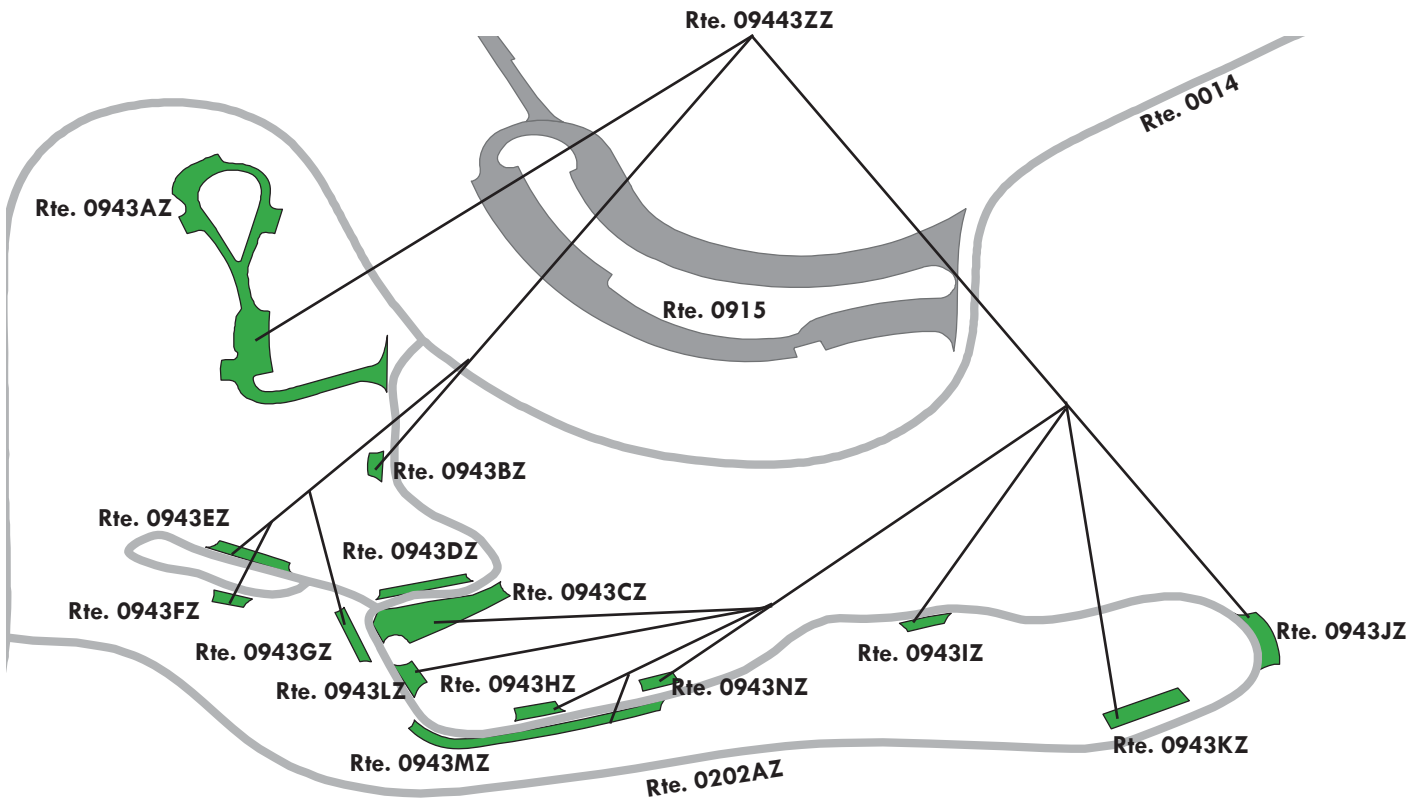 Rte. 09443ZZ
Rte. 0014
Rte. 0943AZ
Rte. 0915
Rte. 0943BZ
Rte. 0943EZ
Rte. 0943DZ
Rte. 0943CZ
Rte. 0943FZ
Rte. 0943JZ
Rte. 0943GZ
Rte. 0943IZ
Rte. 0943LZ
Rte. 0943HZ
Rte. 0943NZ
Rte. 0943KZ
Rte. 0943MZ
Rte. 0202AZ